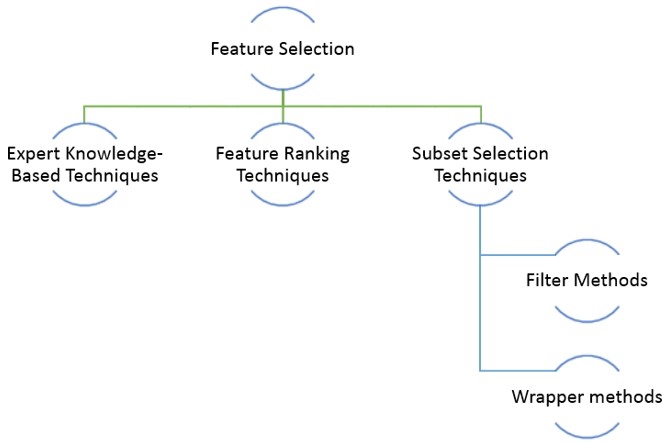 Feature Selection
Expert Knowledge-
Based Techniques
Feature Ranking
Techniques
Subset Selection
Techniques
Filter Methods
Wrapper methods